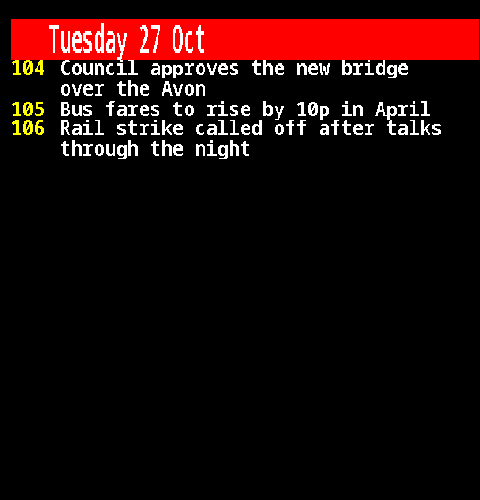 Tuesday 27 Oct
104 Council approves the new bridge
over the Avon
105 Bus fares to rise by 10p in April
106 Rail strike called off after talks
through the night